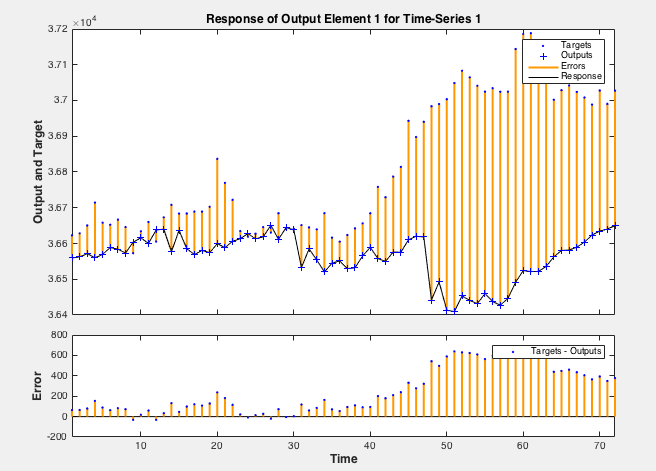 Response of Output Element 1 for Time-Series 1
×10⁴
3.72
3.71
3.7
3.69
3.68
3.67
3.66
3.65
3.64
Output and Target
Targets
Outputs
Errors
Response
800
600
400
200
0
-200
Error
Targets - Outputs
10 20 30 40 50 60 70
Time